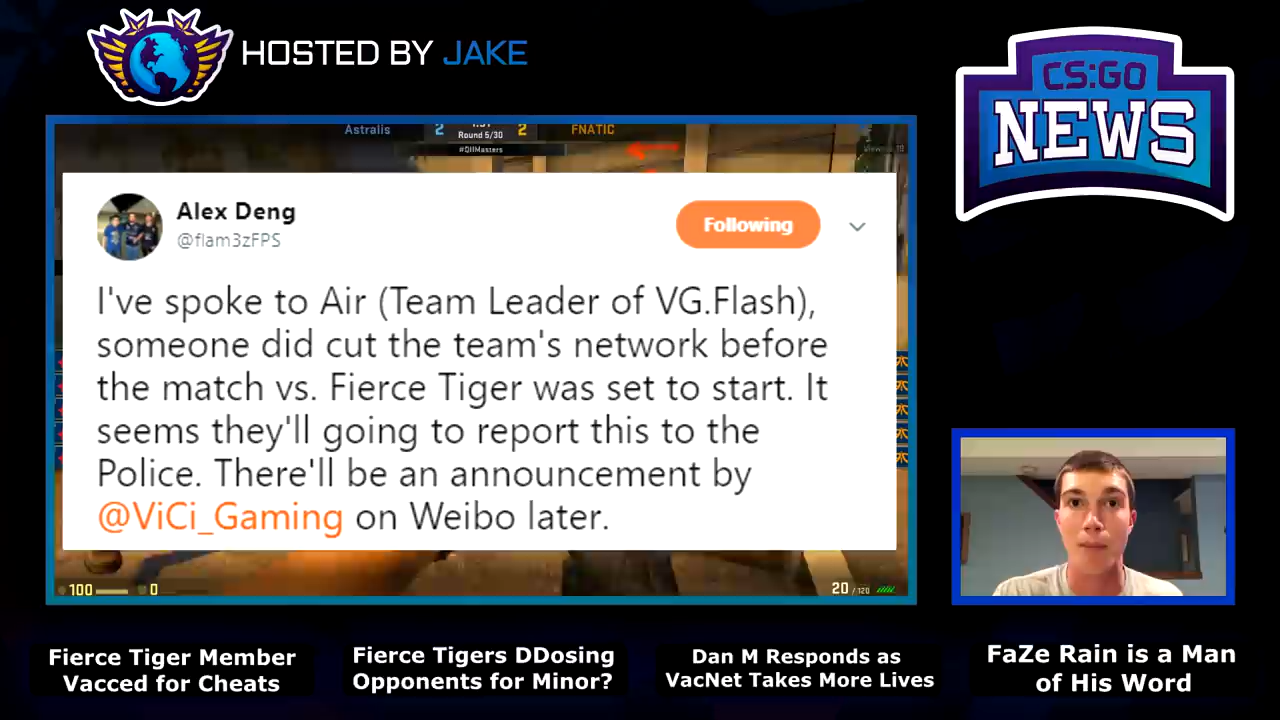 HOSTED BY JAKE
CS:GO
NEWS
Astralis 2 2 FNATIC
Round 5/30
Alex Deng
@flam3zFPS
Following
I've spoke to Air (Team Leader of VG.Flash),
someone did cut the team's network before
the match vs. Fierce Tiger was set to start. It
seems they'll going to report this to the
Police. There'll be an announcement by
@ViCi_Gaming on Weibo later.
100 0
20 / 120
Fierce Tiger Member
Vacced for Cheats
Fierce Tigers DDosing
Opponents for Minor?
Dan M Responds as
VacNet Takes More Lives
FaZe Rain is a Man
of His Word